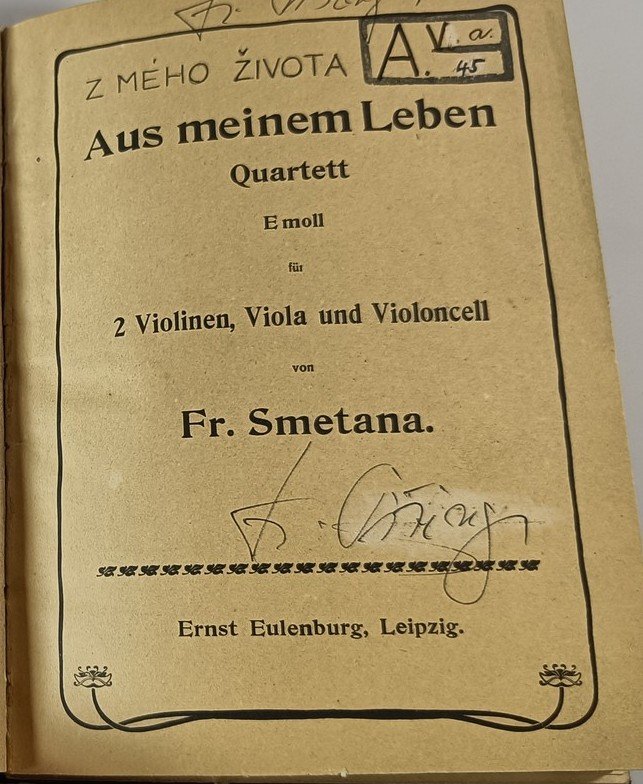 A. V. a.
45
Z MÉHO ŽIVOTA
Aus meinem Leben
Quartett
E moll
für
2 Violinen, Viola und Violoncell
von
Fr. Smetana.
Ernst Eulenburg, Leipzig.